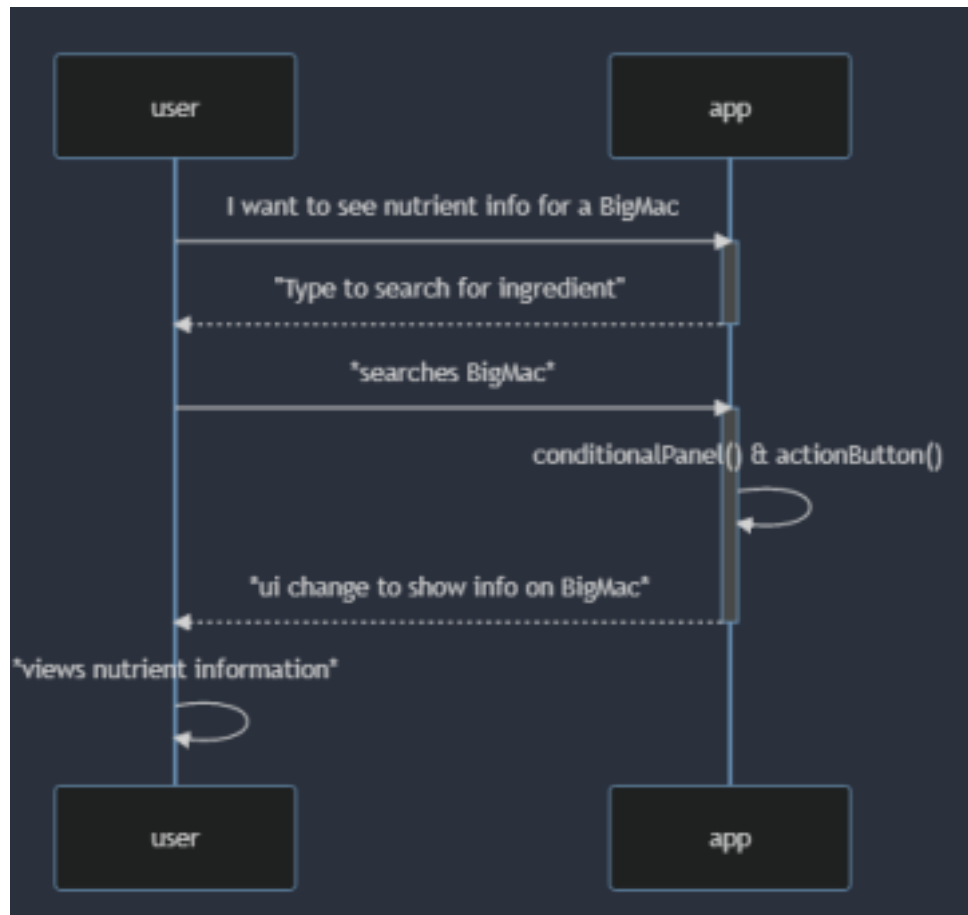 user
app
I want to see nutrient info for a BigMac
"Type to search for ingredient"
*searches BigMac*
conditionalPanel() & actionButton()
*ui change to show info on BigMac*
*views nutrient information*
user
app